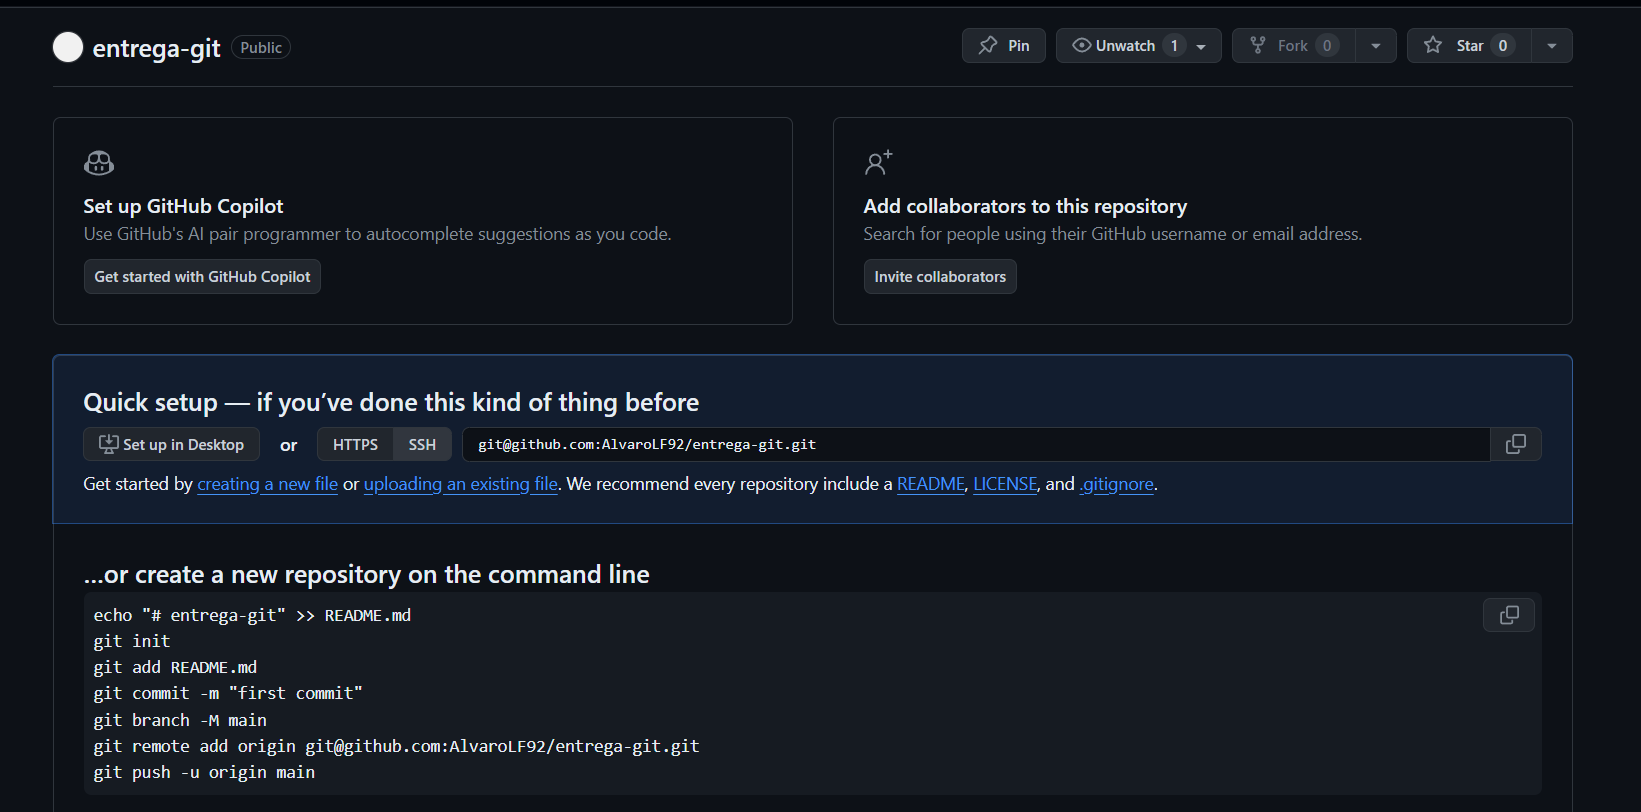 entrega-git Public Pin Unwatch 1 Fork 0 Star 0
Set up GitHub Copilot
Use GitHub's AI pair programmer to autocomplete suggestions as you code.
Get started with GitHub Copilot
Add collaborators to this repository
Search for people using their GitHub username or email address.
Invite collaborators
Quick setup — if you’ve done this kind of thing before
Set up in Desktop or HTTPS SSH git@github.com:AlvaroLF92/entrega-git.git
Get started by creating a new file or uploading an existing file. We recommend every repository include a README, LICENSE, and .gitignore.
…or create a new repository on the command line
echo "# entrega-git" >> README.md
git init
git add README.md
git commit -m "first commit"
git branch -M main
git remote add origin git@github.com:AlvaroLF92/entrega-git.git
git push -u origin main